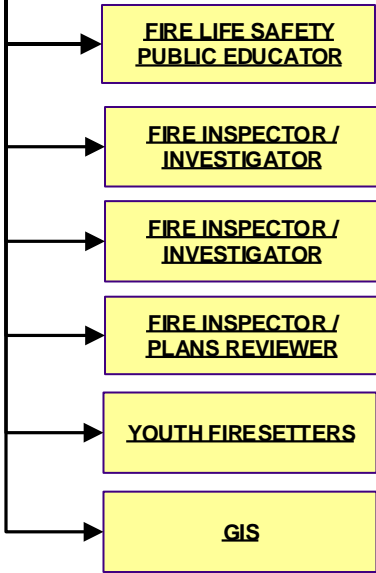 FIRE LIFE SAFETY
PUBLIC EDUCATOR
FIRE INSPECTOR /
INVESTIGATOR
FIRE INSPECTOR /
INVESTIGATOR
FIRE INSPECTOR /
PLANS REVIEWER
YOUTH FIRESETTERS
GIS